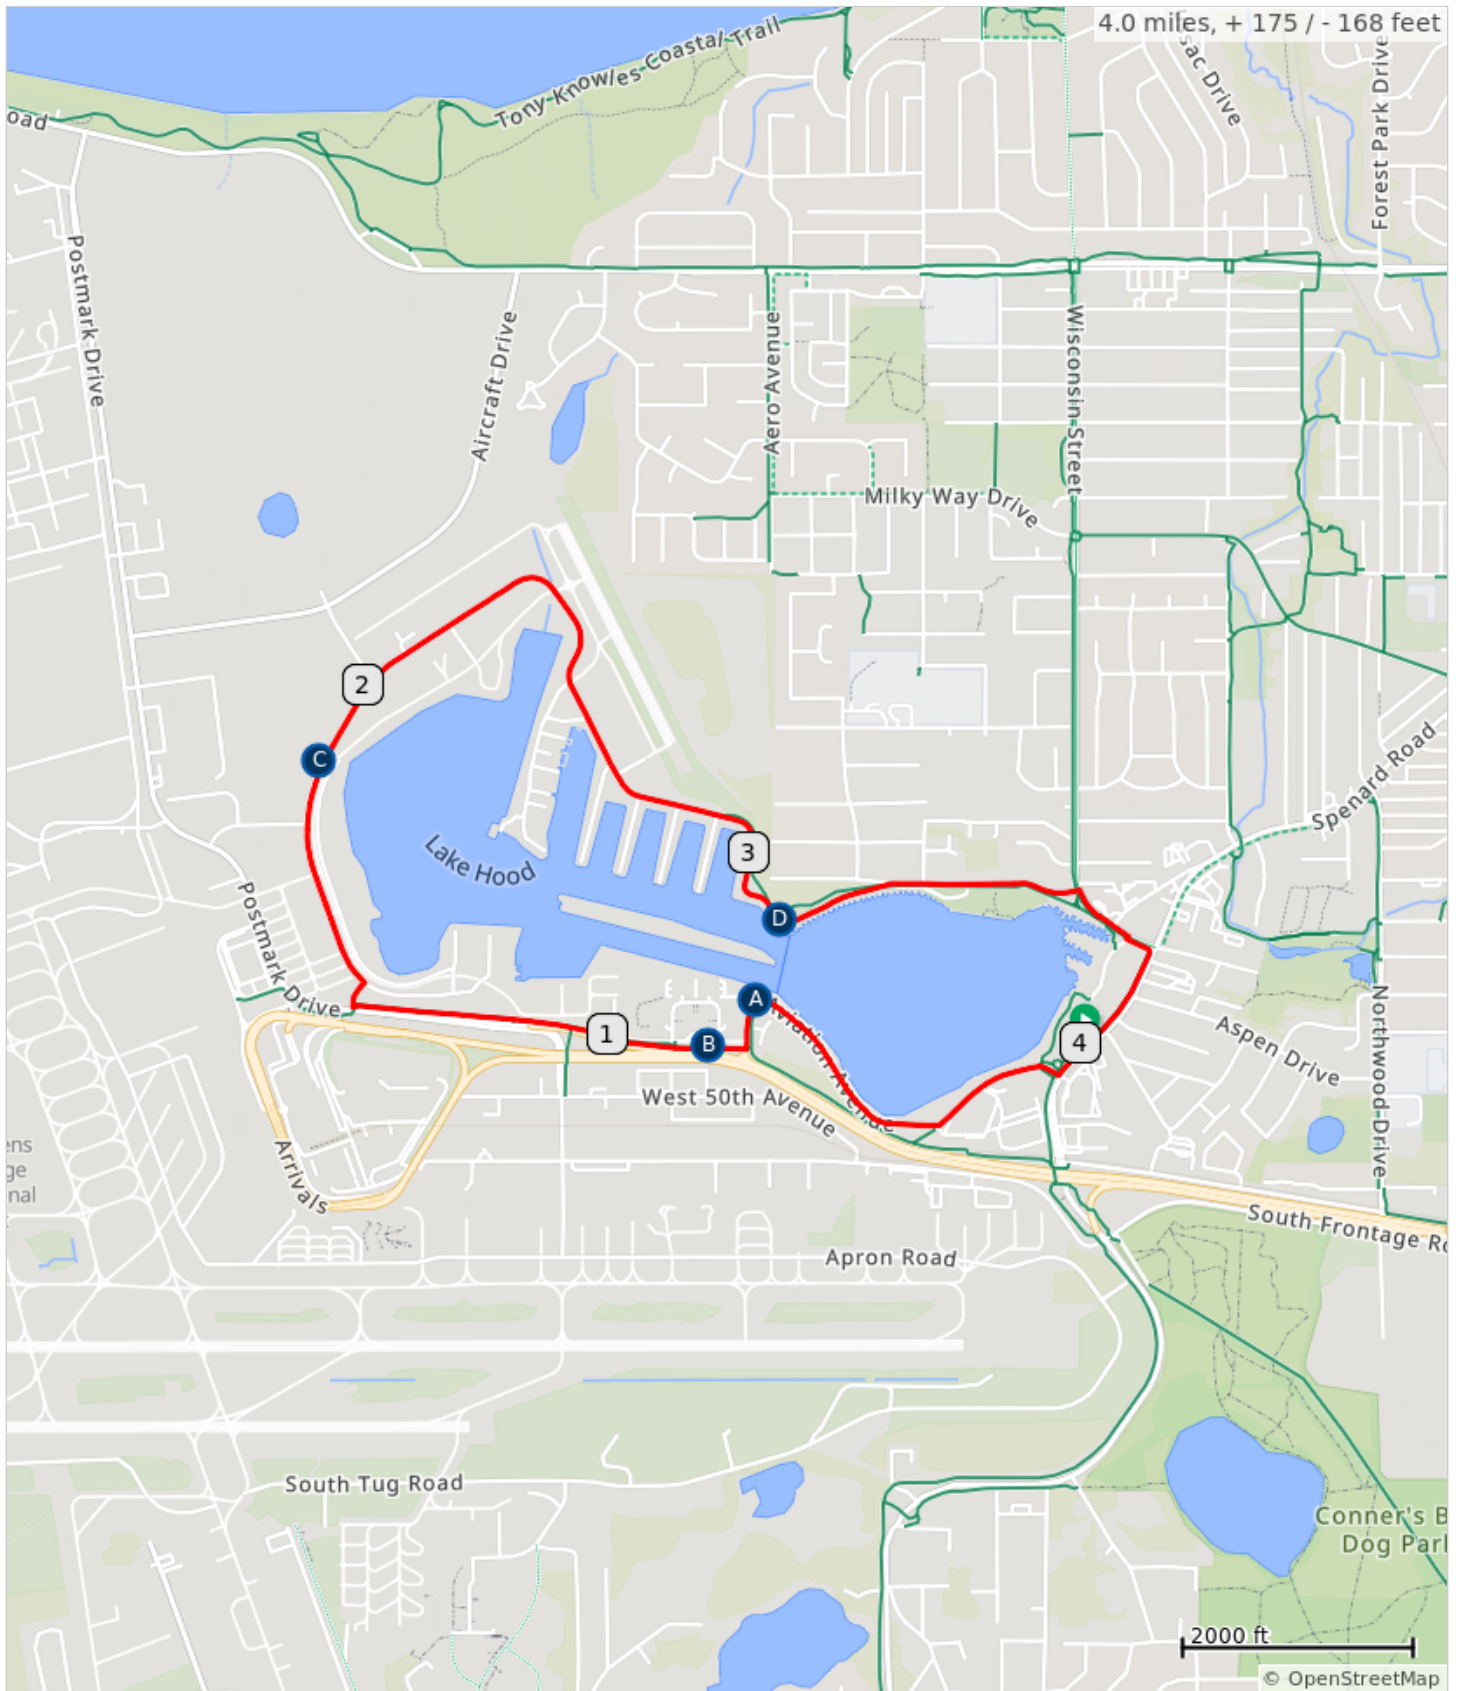 4.0 miles, + 175 / - 168 feet
Tony Knowles Coastal Trail
sac Drive
Forest Park Drive
oad
Postmark Drive
Aircraft Drive
Aero Avenue
Wisconsin Street
Milky Way Drive
2
C
Spenard Road
3
Lake Hood
D
Postmark Drive
A
Aviation Avenue
1
B
4
Aspen Drive
Northwood Drive
West 50th Avenue
Arrivals
ens
ge
nal
South Frontage Ro
Apron Road
South Tug Road
Conner's B
Dog Parl
2000 ft
© OpenStreetMap